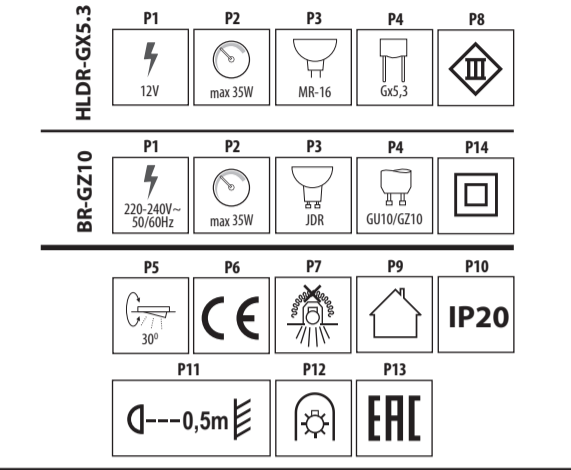 HLDR-GX5.3
P1 P2 P3 P4 P8
12V max 35W MR-16 Gx5,3 III
BR-GZ10
P1 P2 P3 P4 P14
220-240V~
50/60Hz max 35W JDR GU10/GZ10
P5 P6 P7 P9 P10
30⁰ CE IP20
P11 P12 P13
0,5m EAC